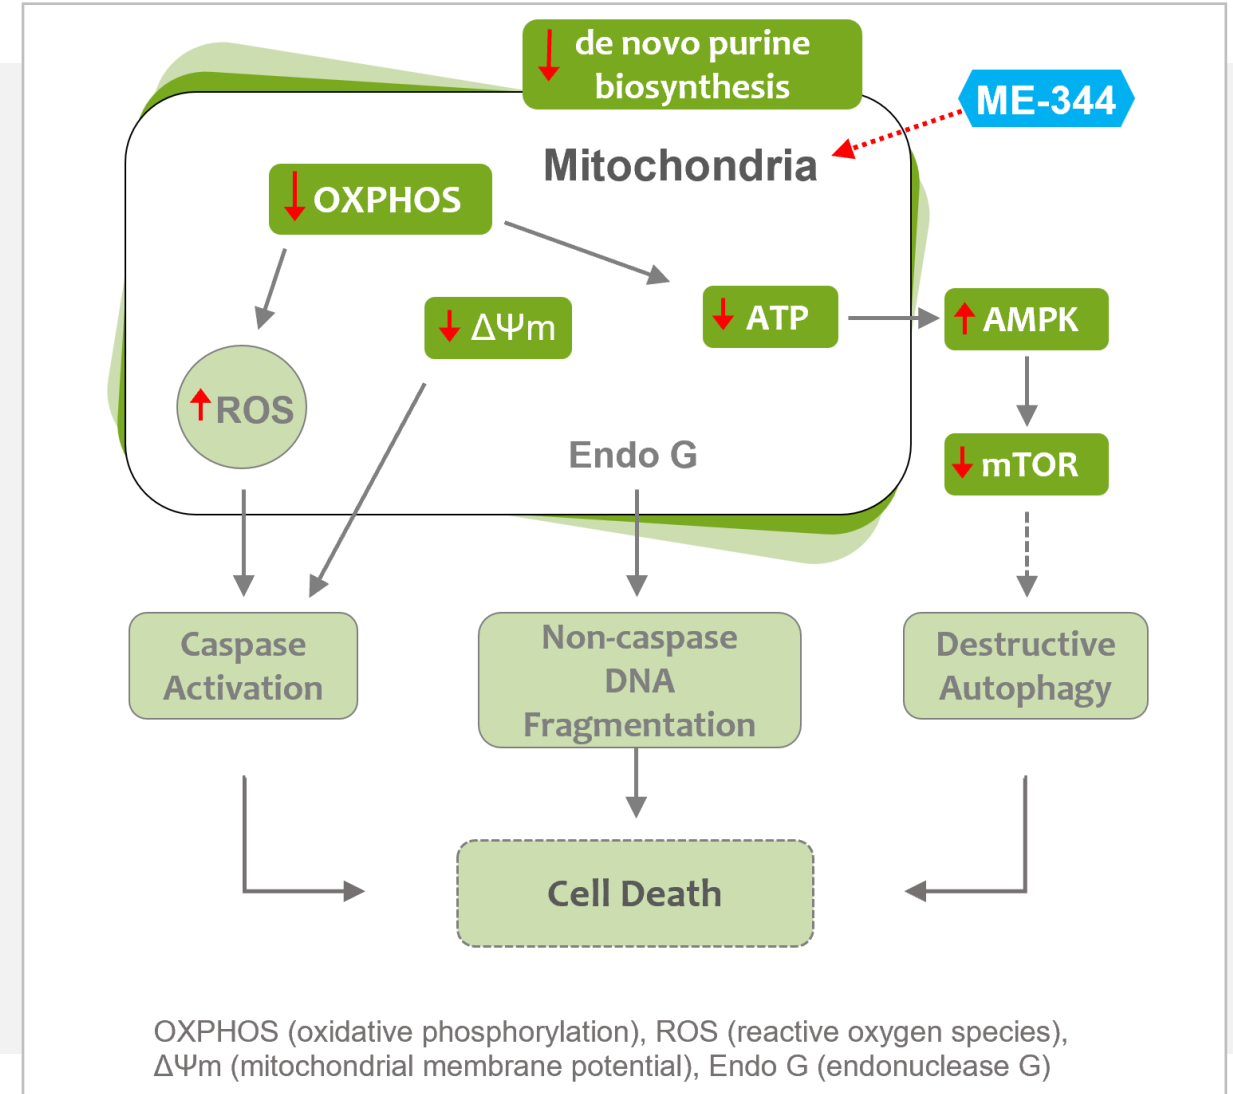 de novo purine
biosynthesis
ME-344
Mitochondria
OXPHOS
ΔΨm
ATP
AMPK
ROS
Endo G
mTOR
Caspase
Activation
Non-caspase
DNA
Fragmentation
Destructive
Autophagy
Cell Death
OXPHOS (oxidative phosphorylation), ROS (reactive oxygen species),
ΔΨm (mitochondrial membrane potential), Endo G (endonuclease G)